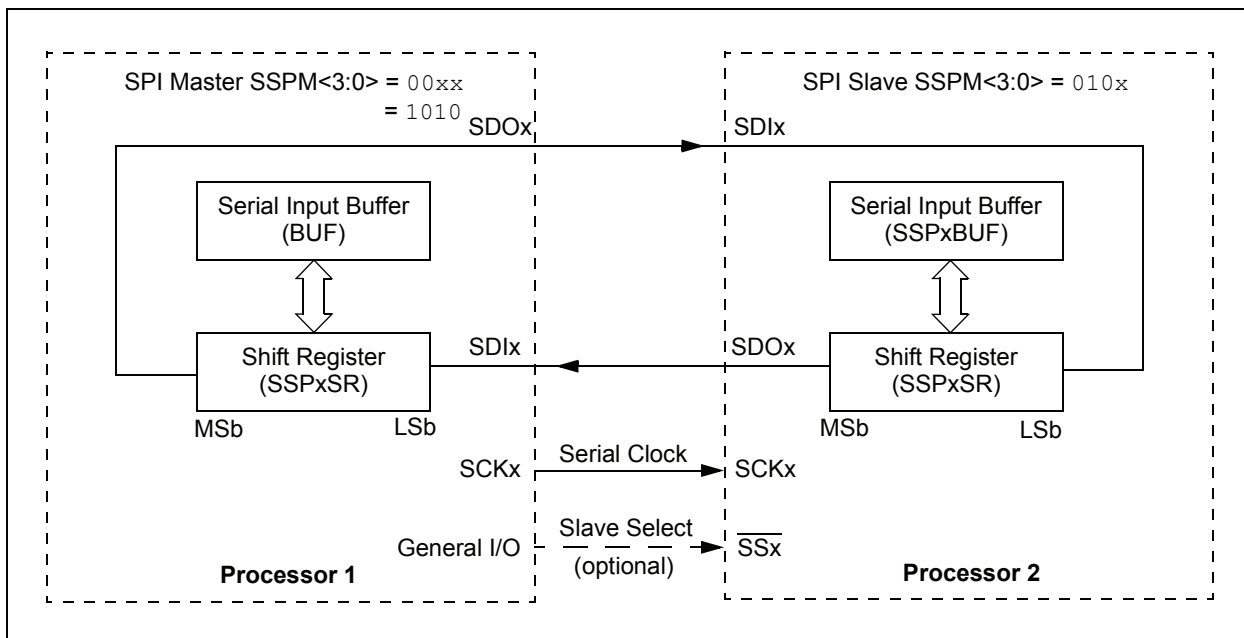 SPI Master SSPM<3:0> = 00xx
= 1010
SPI Slave SSPM<3:0> = 010x
SDOx
SDIx
Serial Input Buffer
(BUF)
Serial Input Buffer
(SSPxBUF)
SDIx
SDOx
Shift Register
(SSPxSR)
Shift Register
(SSPxSR)
MSb
LSb
MSb
LSb
SCKx
Serial Clock
SCKx
General I/O
Slave Select
(optional)
S̅S̅x̅
Processor 1
Processor 2